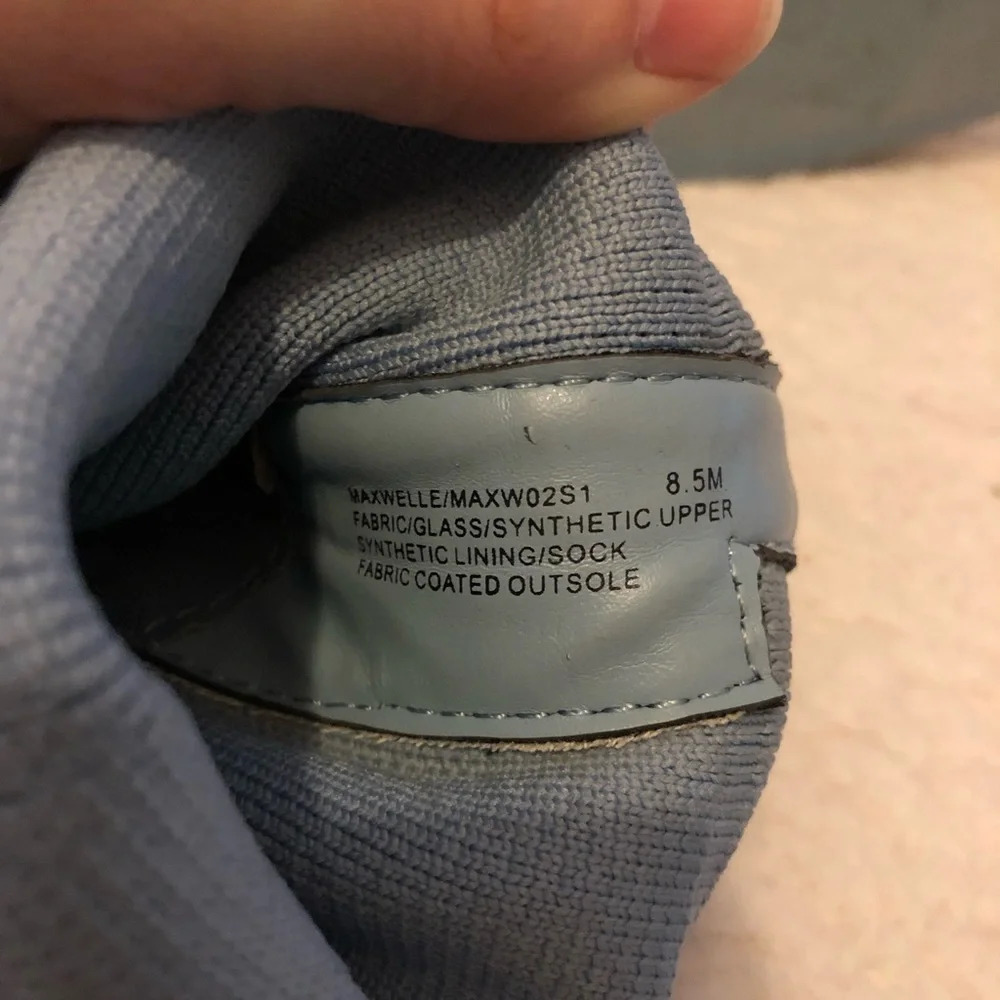 MAXWELLE/MAXW02S1 8.5M
FABRIC/GLASS/SYNTHETIC UPPER
SYNTHETIC LINING/SOCK
FABRIC COATED OUTSOLE